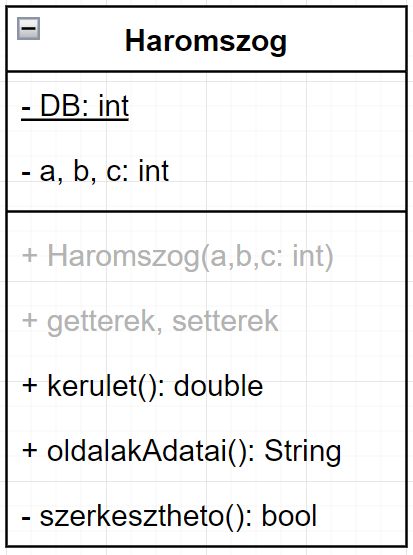 Haromszog
- DB: int
- a, b, c: int
+ Haromszog(a,b,c: int)
+ getterek, setterek
+ kerulet(): double
+ oldalakAdatai(): String
- szerkesztheto(): bool